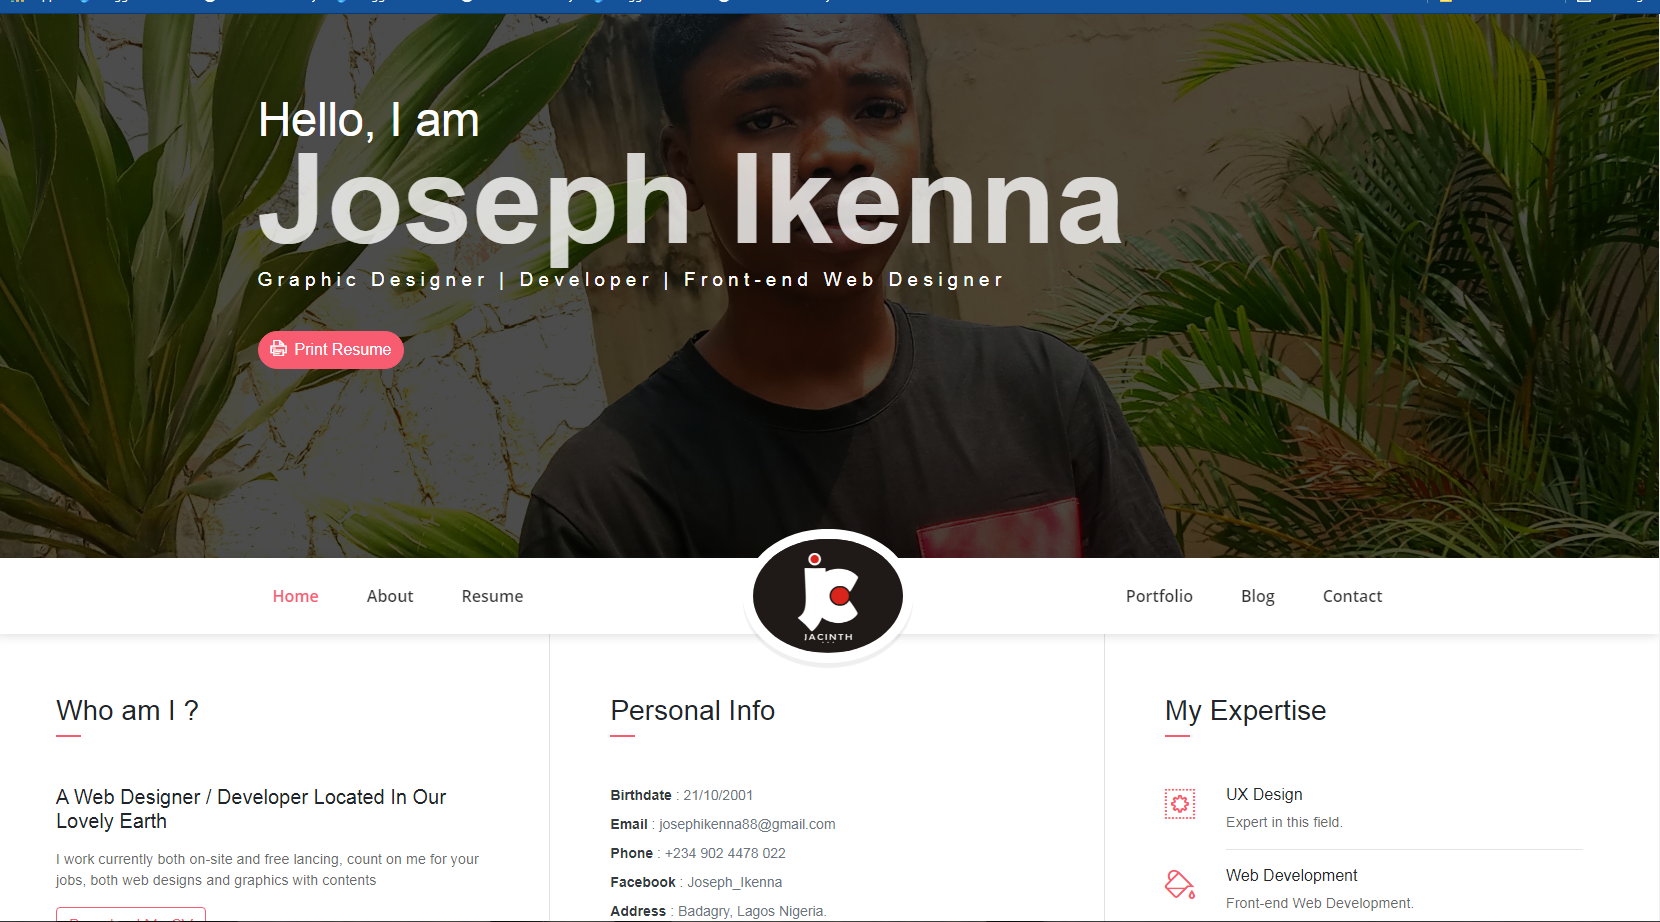 Hello, I am
Joseph Ikenna
Graphic Designer | Developer | Front-end Web Designer
Print Resume
Home
About
Resume
JACINTH
Portfolio
Blog
Contact
Who am I ?
A Web Designer / Developer Located In Our
Lovely Earth
I work currently both on-site and free lancing, count on me for your
jobs, both web designs and graphics with contents
Personal Info
Birthdate : 21/10/2001
Email : josephikenna88@gmail.com
Phone : +234 902 4478 022
Facebook : Joseph_Ikenna
Address : Badagry, Lagos Nigeria.
My Expertise
UX Design
Expert in this field.
Web Development
Front-end Web Development.